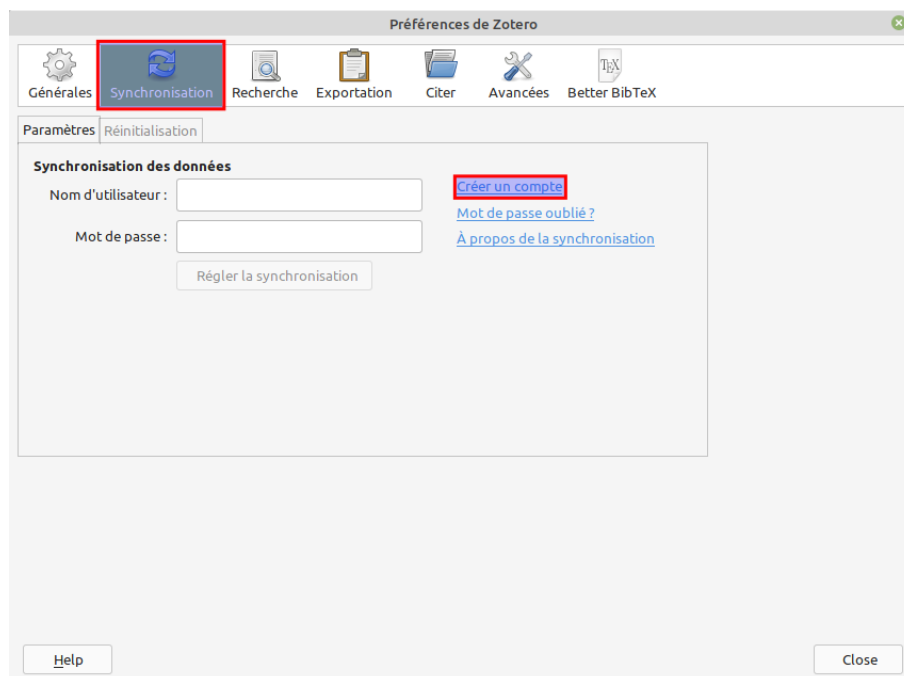 Préférences de Zotero
Générales Synchronisation Recherche Exportation Citer Avancées TEX Better BibTeX
Paramètres Réinitialisation
Synchronisation des données
Nom d'utilisateur : Créer un compte
Mot de passe oublié ?
Mot de passe : À propos de la synchronisation
Régler la synchronisation
Help Close